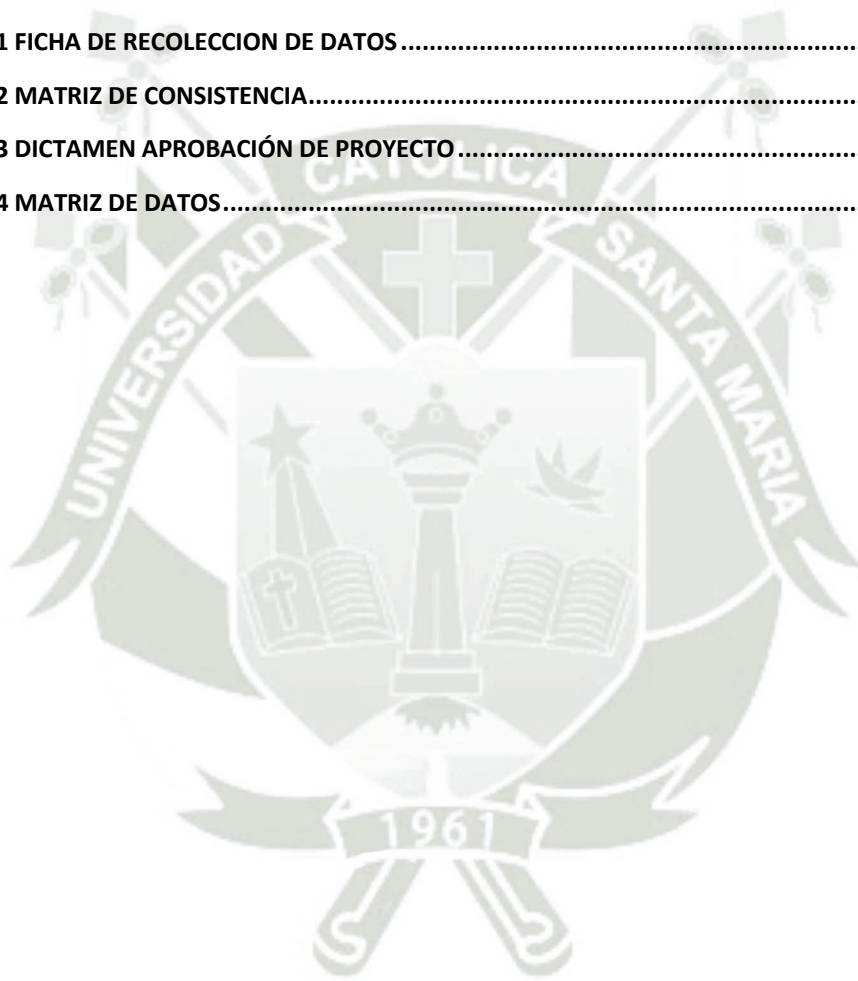 1 FICHA DE RECOLECCION DE DATOS....................
2 MATRIZ DE CONSISTENCIA....................
3 DICTAMEN APROBACIÓN DE PROYECTO....................
4 MATRIZ DE DATOS....................
UNIVERSIDAD CATOLICA SANTA MARIA
1961